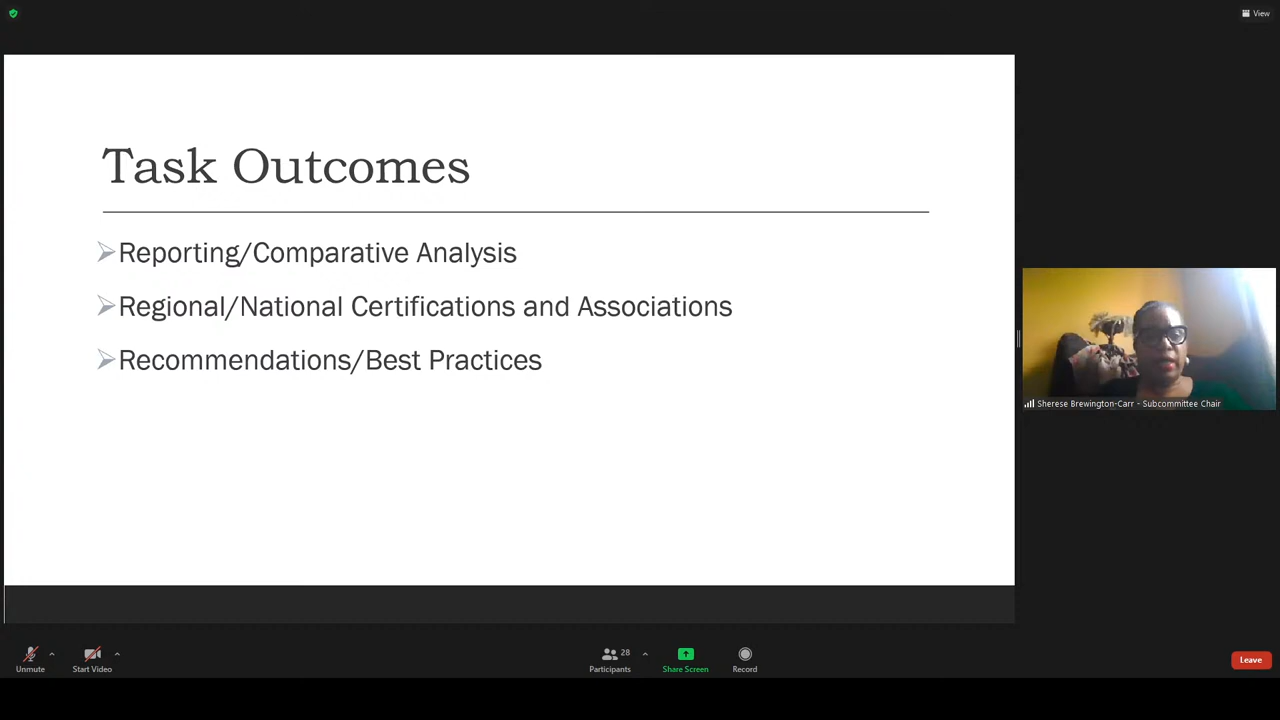 View
Task Outcomes
Reporting/Comparative Analysis
Regional/National Certifications and Associations
Recommendations/Best Practices
Sherese Brewington-Carr - Subcommittee Chair
Unmute
Start Video
28
Participants
Share Screen
Record
Leave